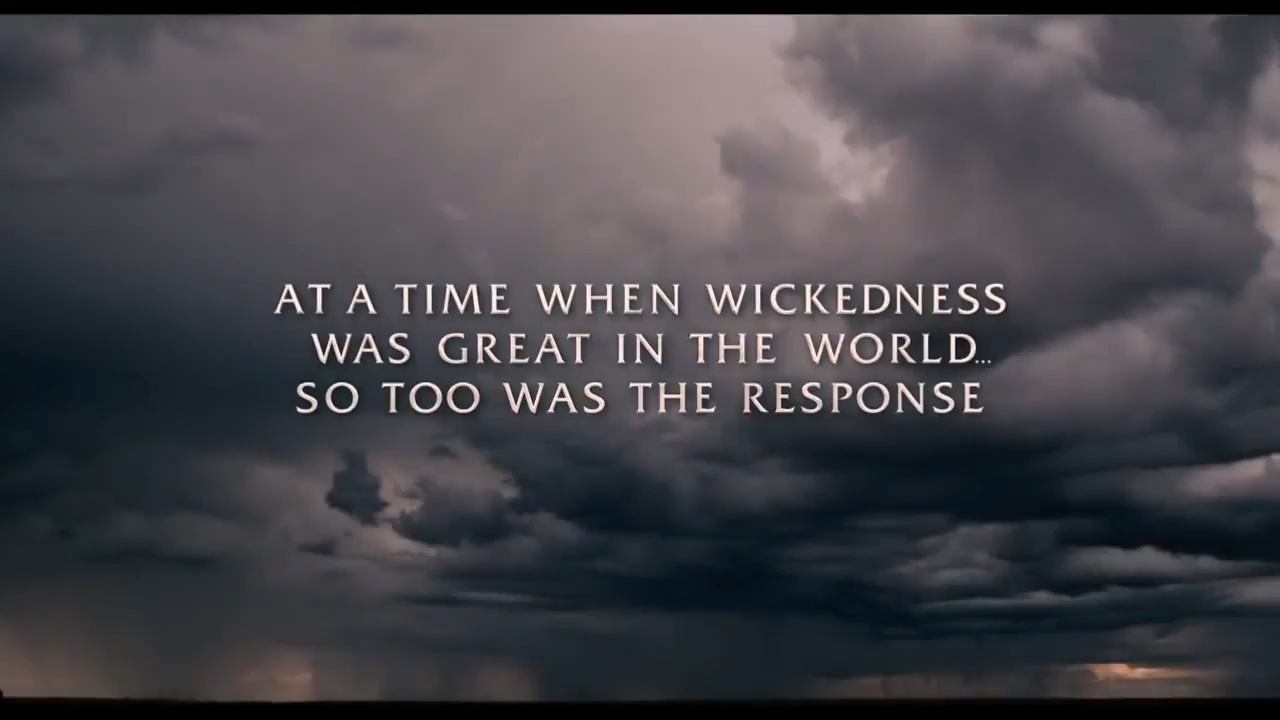 AT A TIME WHEN WICKEDNESS
WAS GREAT IN THE WORLD...
SO TOO WAS THE RESPONSE